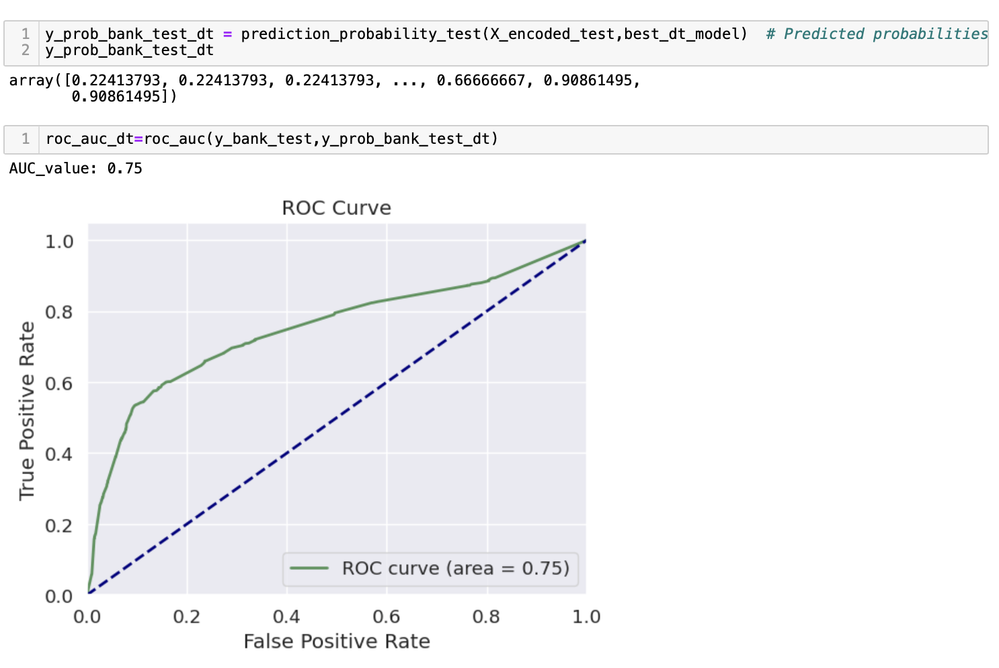 1 y_prob_bank_test_dt = prediction_probability_test(X_encoded_test,best_dt_model)  # Predicted probabilities
2 y_prob_bank_test_dt
array([0.22413793, 0.22413793, 0.22413793, ..., 0.66666667, 0.90861495,
0.90861495])
1 roc_auc_dt=roc_auc(y_bank_test,y_prob_bank_test_dt)
AUC_value: 0.75
ROC Curve
1.0
0.8
0.6
0.4
0.2
0.0
True Positive Rate
ROC curve (area = 0.75)
0.0 0.2 0.4 0.6 0.8 1.0
False Positive Rate